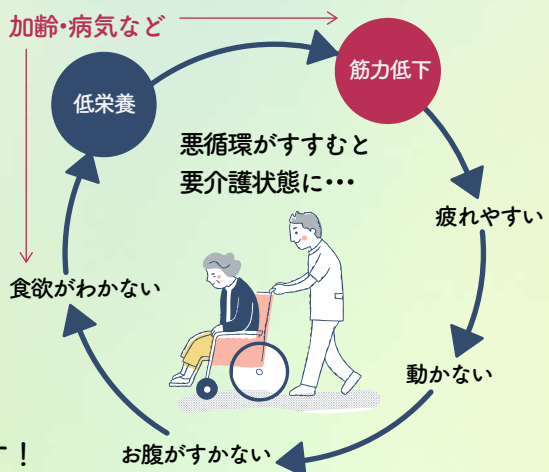 加齢・病気など
低栄養
筋力低下
悪循環がすすむと
要介護状態に・・・
疲れやすい
動かない
お腹がすかない
食欲がわかない
！